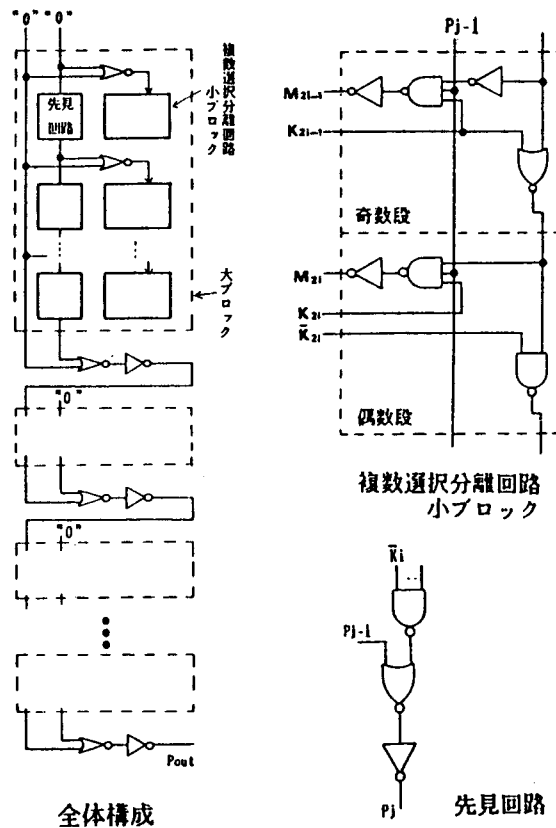 "0" "0"
先見
回路
複数選択分離回路
小ブロック
大ブロック
"0"
"0"
Pout
全体構成
Pj-1
M2i-1
K2i-1
奇数段
M2i
K2i
K̄2i
偶数段
複数選択分離回路
小ブロック
K̄i
Pj-1
Pj
先見回路